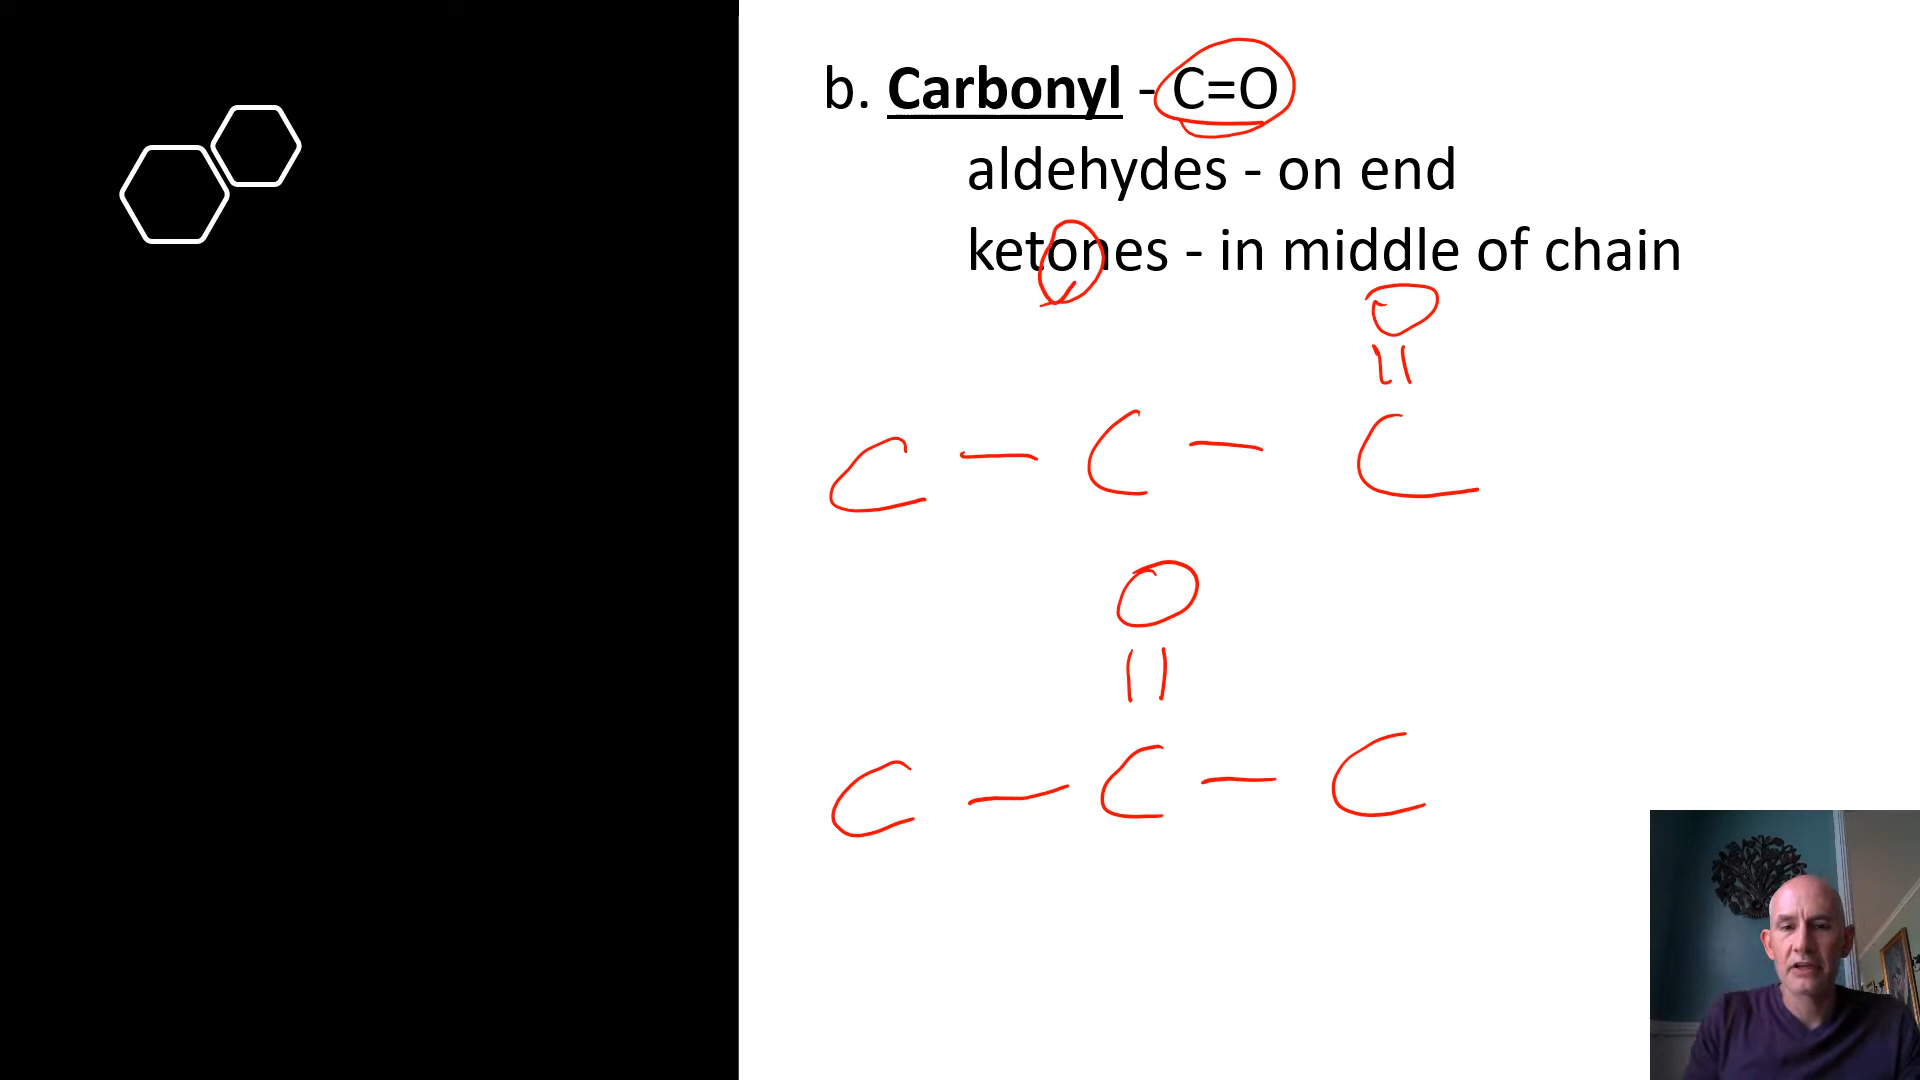 b. Carbonyl - C=O
aldehydes - on end
ketones - in middle of chain
O
||
C - C - C
O
||
C - C - C